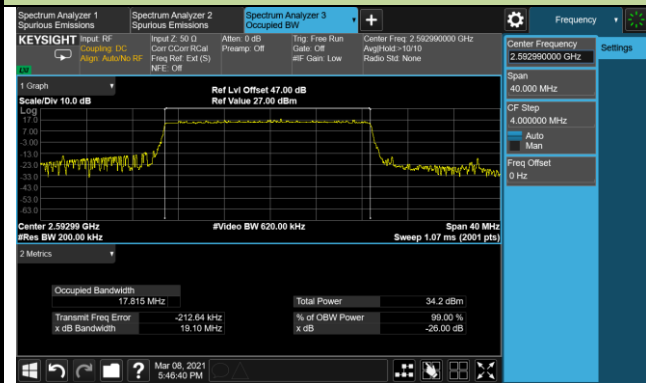 Spectrum Analyzer 1
Spurious Emissions
Spectrum Analyzer 2
Spurious Emissions
Spectrum Analyzer 3
Occupied BW
Frequency
KEYSIGHT
Input: RF
Coupling: DC
Align: Auto/No RF
Input Z: 50 Ω
Corr CCorr RCal
Freq Ref: Ext (S)
NFE: Off
Atten: 0 dB
Preamp: Off
Trig: Free Run
Gate: Off
#IF Gain: Low
Center Freq: 2.592990000 GHz
Avg|Hold:>10/10
Radio Std: None
1 Graph
Scale/Div 10.0 dB
Ref Lvl Offset 47.00 dB
Ref Value 27.00 dBm
Log
17.0
7.00
-3.00
-13.0
-23.0
-33.0
-43.0
-53.0
-63.0
Center 2.59299 GHz
#Res BW 200.00 kHz
#Video BW 620.00 kHz
Span 40 MHz
Sweep 1.07 ms (2001 pts)
2 Metrics
Occupied Bandwidth
17.815 MHz
Total Power 34.2 dBm
Transmit Freq Error -212.64 kHz
% of OBW Power 99.00 %
x dB Bandwidth 19.10 MHz
x dB -26.00 dB
Center Frequency
2.592990000 GHz
Settings
Span
40.000 MHz
CF Step
4.000000 MHz
Auto
Man
Freq Offset
0 Hz
?
Mar 08, 2021
5:46:40 PM